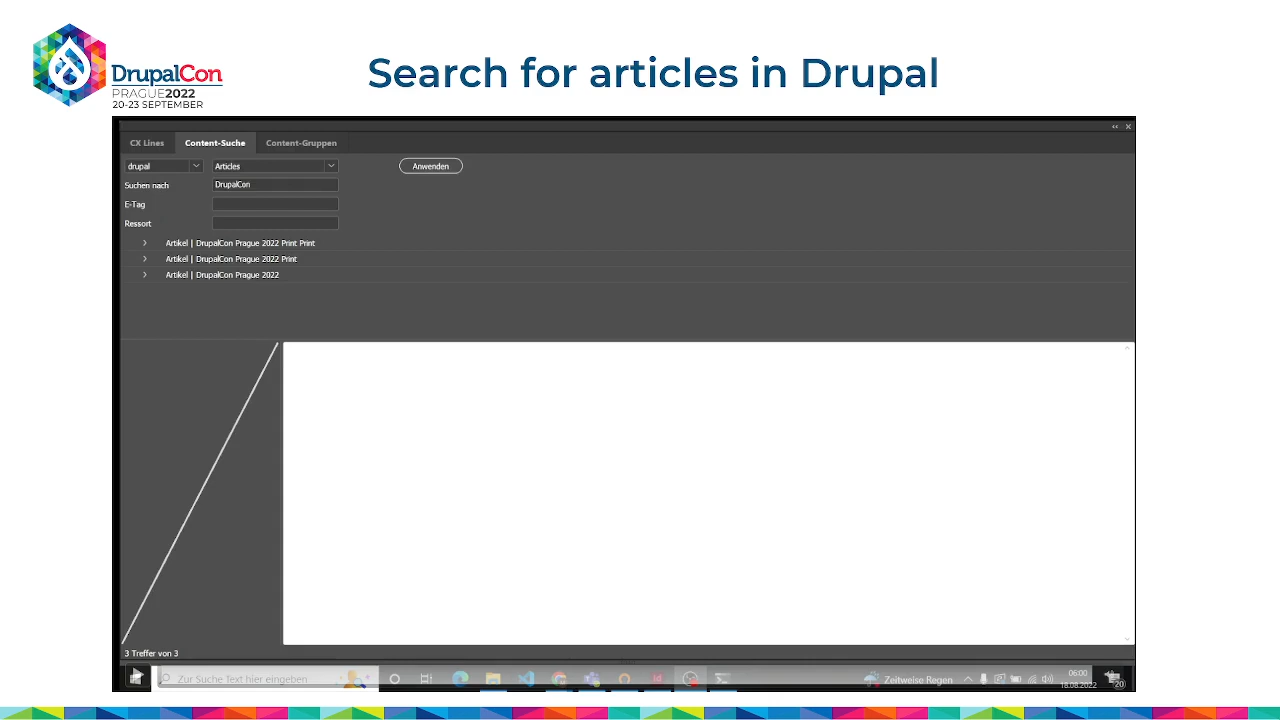 DrupalCon
PRAGUE2022
20-23 SEPTEMBER
Search for articles in Drupal
CX Lines Content-Suche Content-Gruppen
drupal Articles Anwenden
Suchen nach DrupalCon
E-Tag
Ressort
Artikel | DrupalCon Prague 2022 Print Print
Artikel | DrupalCon Prague 2022 Print
Artikel | DrupalCon Prague 2022
3 Treffer von 3
Zur Suche Text hier eingeben
Zeitweise Regen
06:00
18.08.2022
20